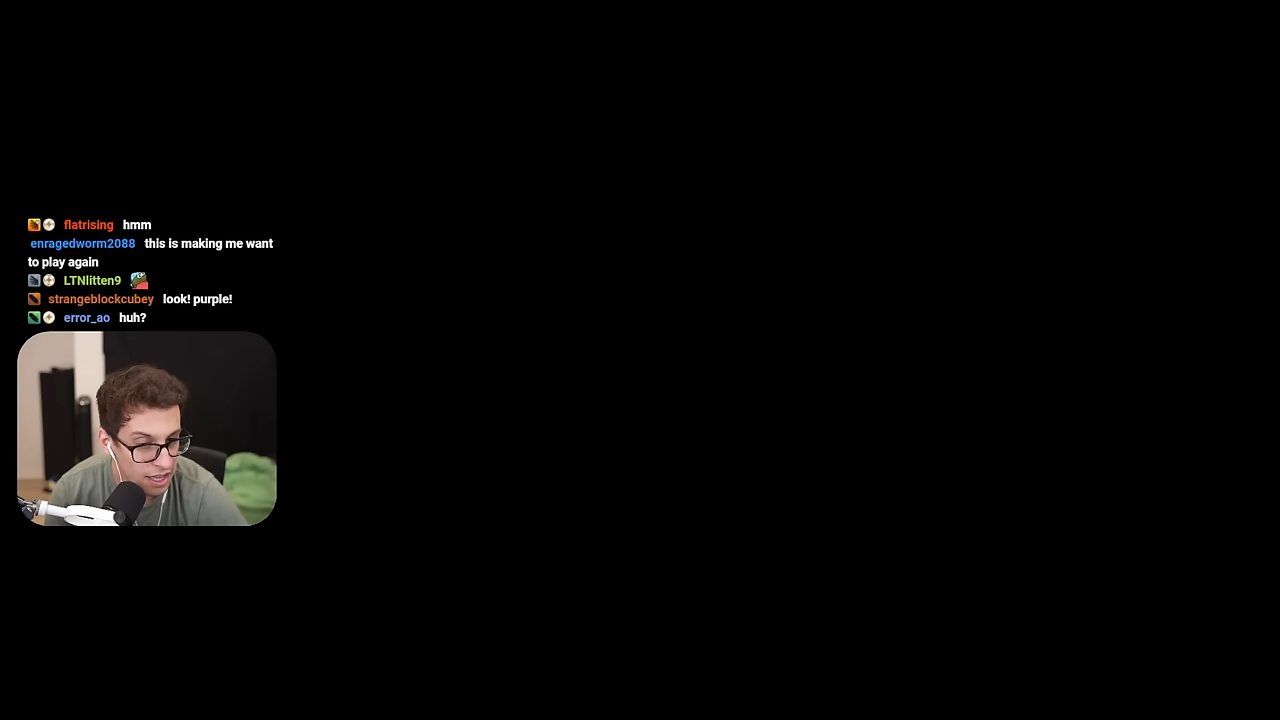 flatrising hmm
enragedworm2088 this is making me want
to play again
LTNlitten9
strangeblockcubey look! purple!
error_ao huh?